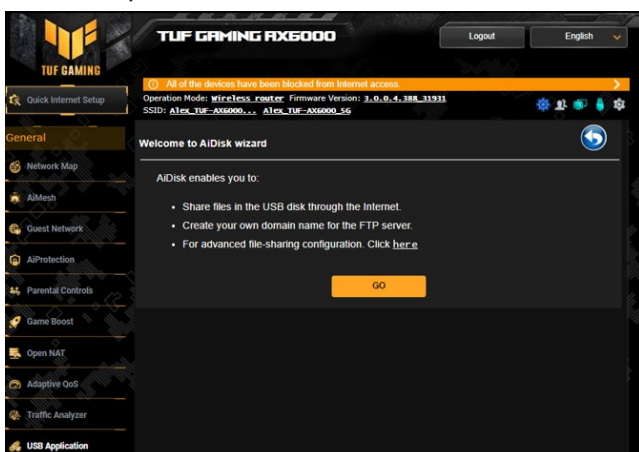 TUF GAMING AX6000
Logout
English
TUF GAMING
All of the devices have been blocked from Internet access.
Quick Internet Setup
Operation Mode: Wireless router Firmware Version: 3.0.0.4.388_31931
SSID: Alex_TUF-AX6000... Alex_TUF-AX6000_5G
General
Welcome to AiDisk wizard
Network Map
AiDisk enables you to:
AiMesh
• Share files in the USB disk through the Internet.
• Create your own domain name for the FTP server.
• For advanced file-sharing configuration. Click here
Guest Network
AiProtection
Parental Controls
GO
Game Boost
Open NAT
Adaptive QoS
Traffic Analyzer
USB Application